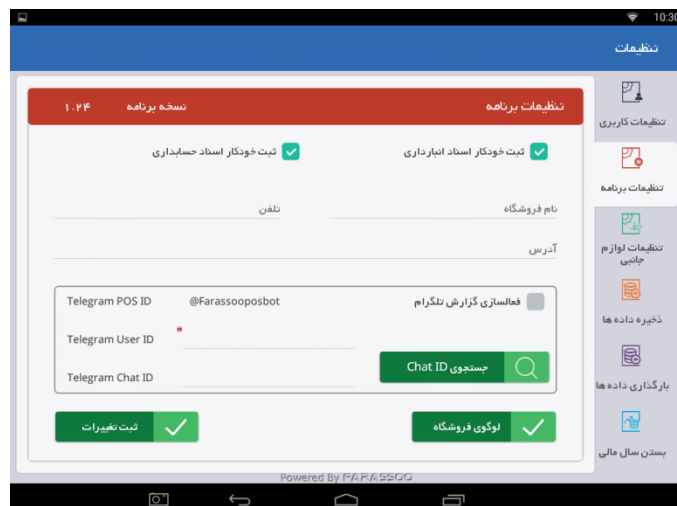 10:30
تنظیمات
تنظیمات کاربری
تنظیمات برنامه
تنظیمات لوازم
جانبی
ذخیره داده ها
بارگذاری داده ها
بستن سال مالی
تنظیمات برنامه نسخه برنامه ۱.۲۴
ثبت خودکار اسناد انبارداری ثبت خودکار اسناد حسابداری
نام فروشگاه تلفن
آدرس
فعالسازی گزارش تلگرام @Farassooposbot Telegram POS ID
Telegram User ID *
جستجوی Chat ID
Telegram Chat ID
لوگوی فروشگاه ثبت تغییرات
Powered By FARASSOO